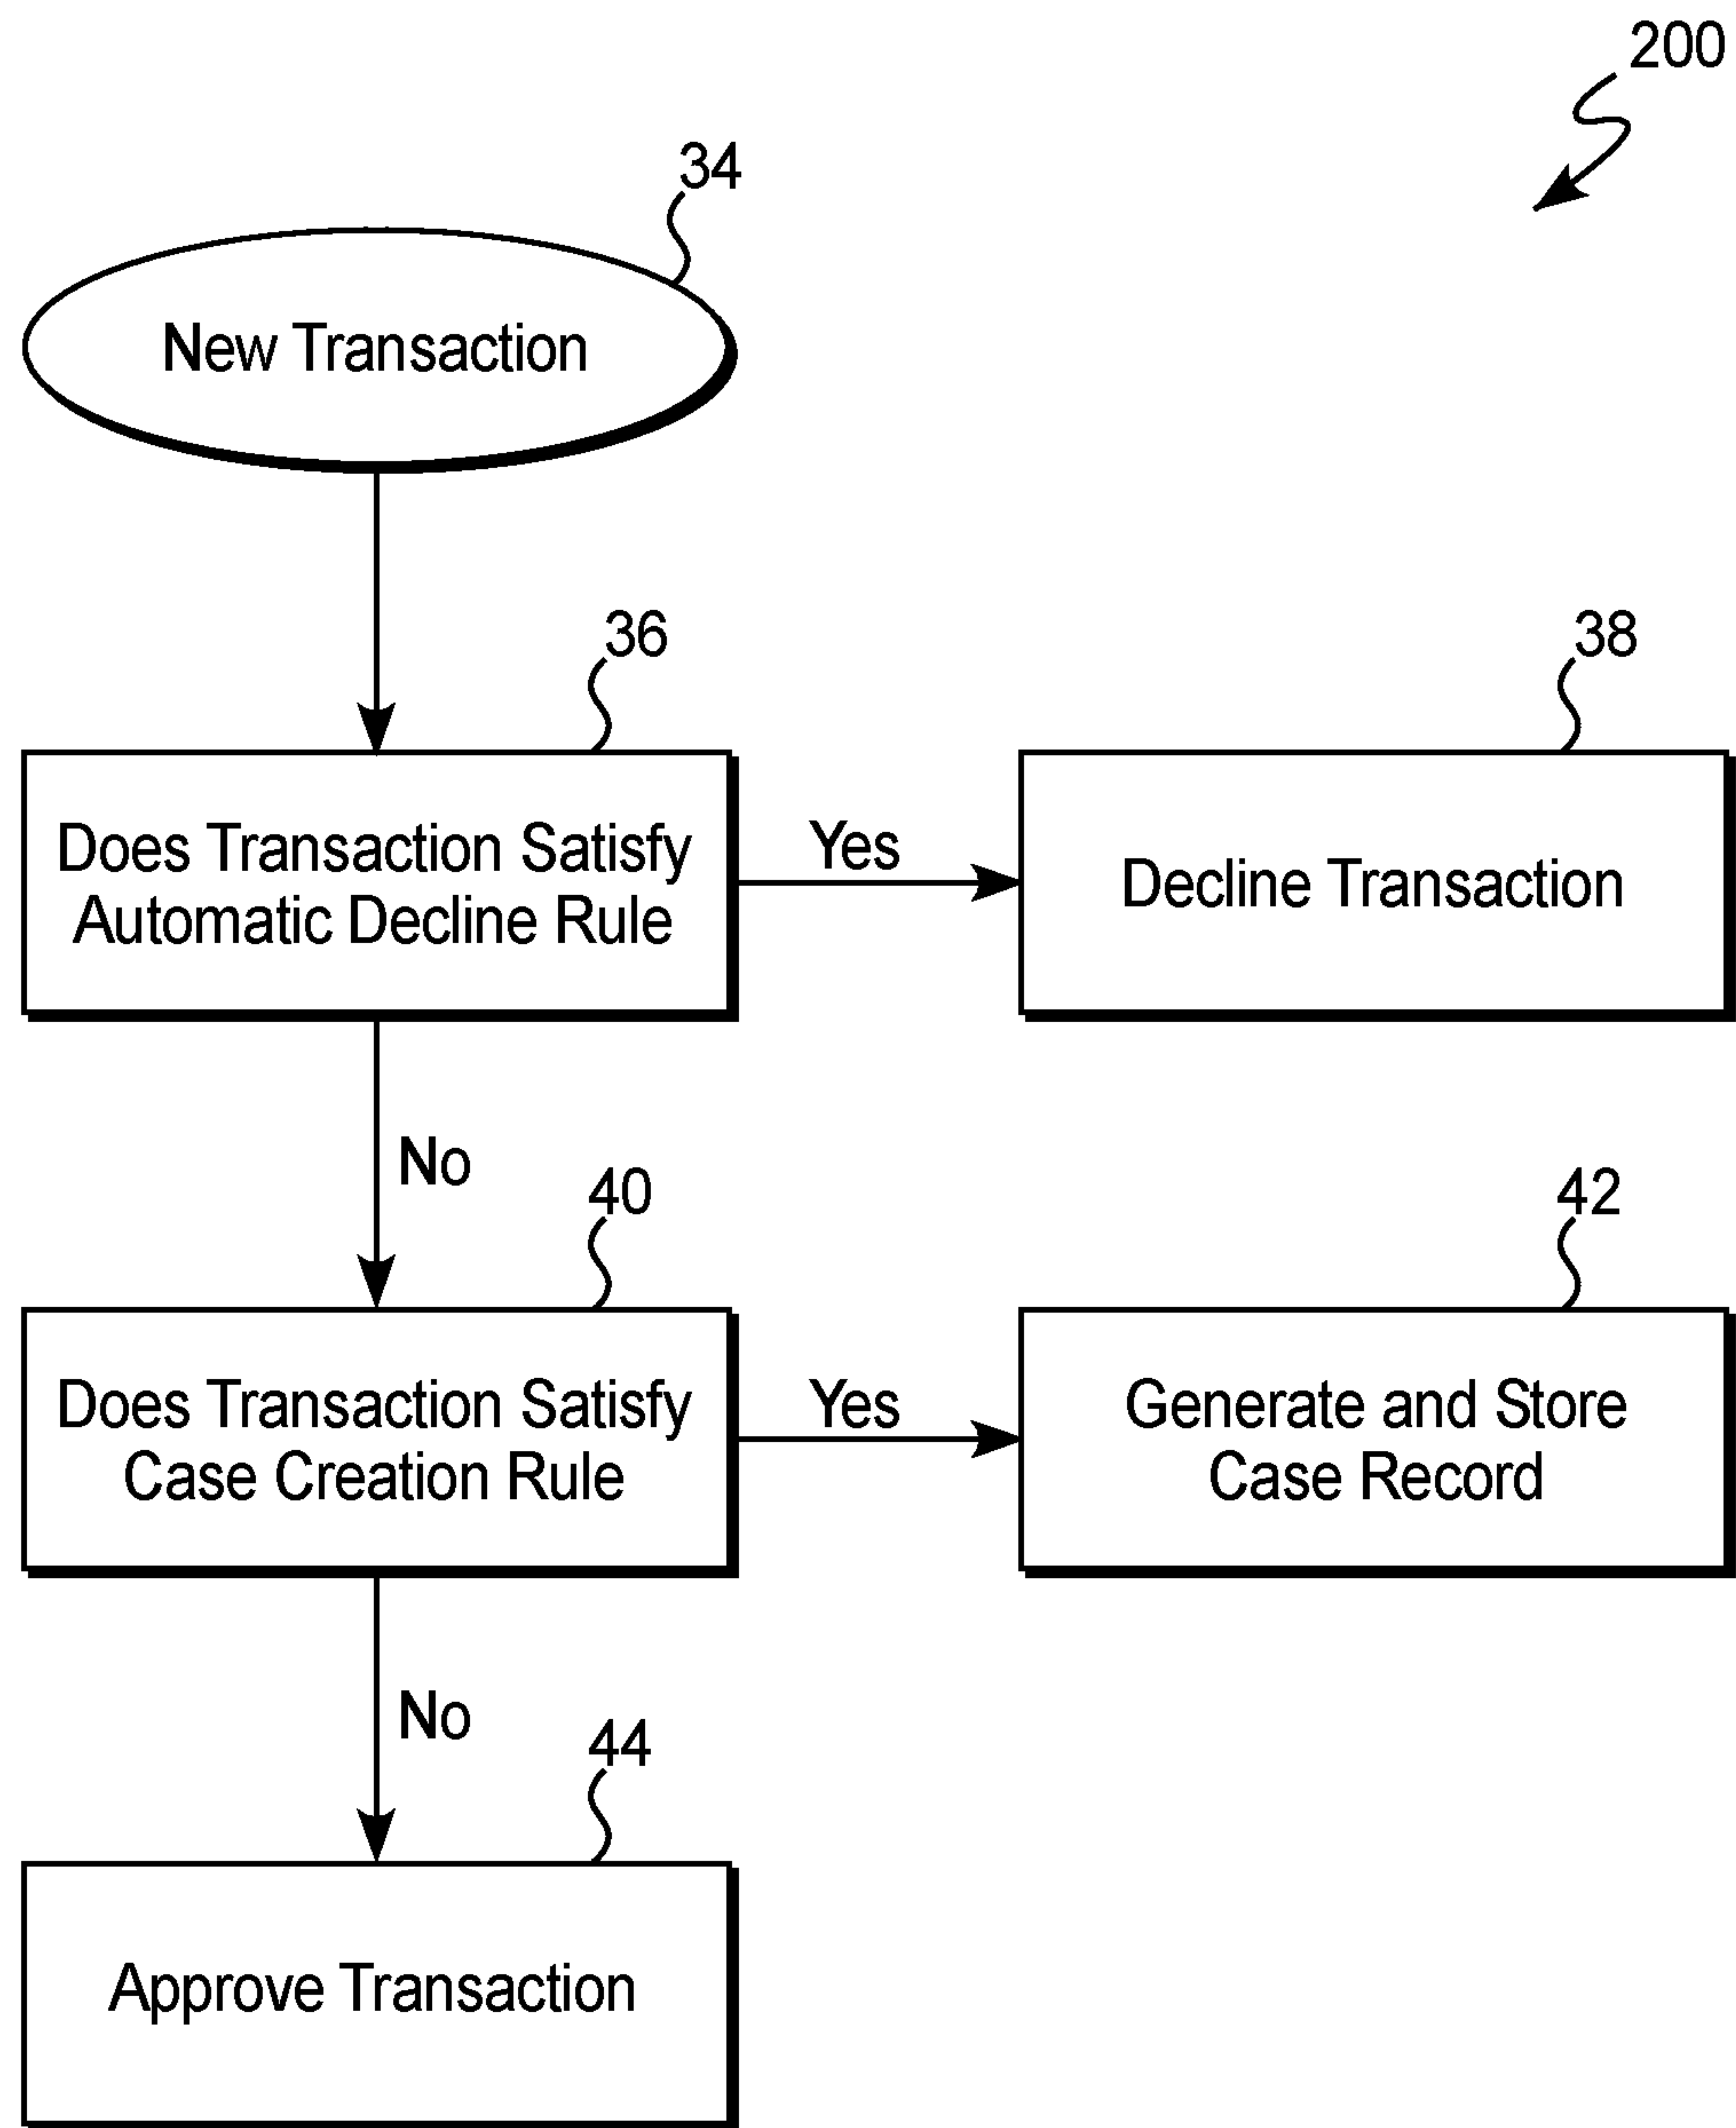 200
34
New Transaction
36
38
Does Transaction Satisfy
Automatic Decline Rule
Yes
Decline Transaction
No
40
42
Does Transaction Satisfy
Case Creation Rule
Yes
Generate and Store
Case Record
No
44
Approve Transaction